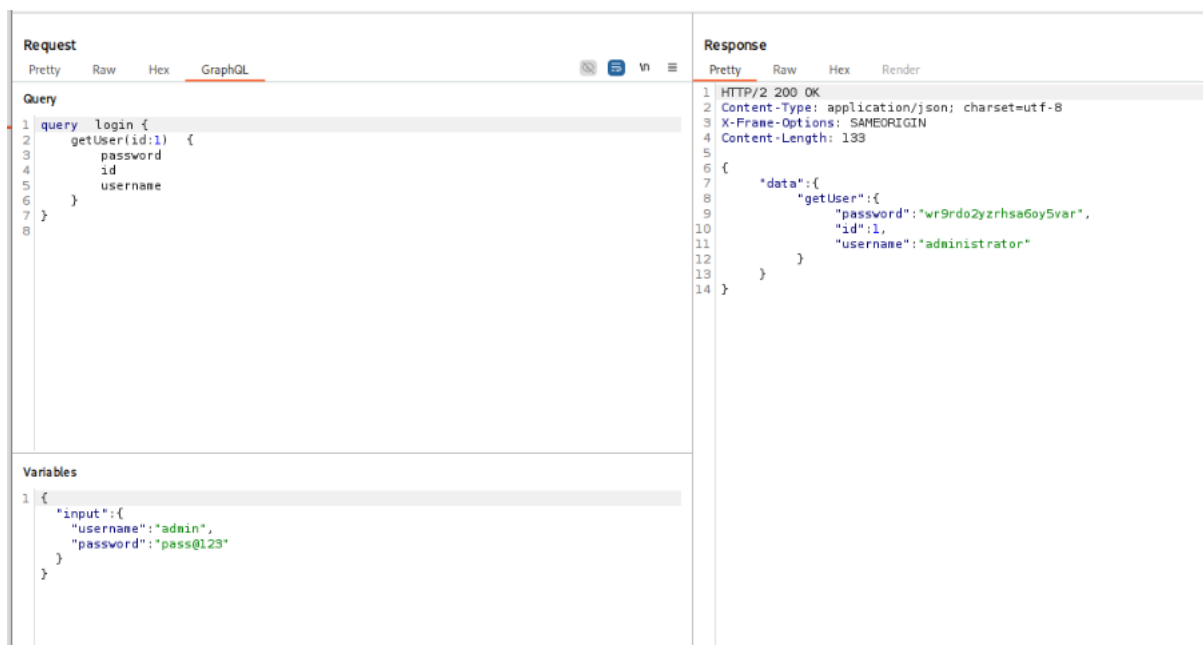 Request
Pretty Raw Hex GraphQL
\n
Query
1 query login {
2 getUser(id:1) {
3 password
4 id
5 username
6 }
7 }
8
Variables
1 {
"input":{
"username":"admin",
"password":"pass@123"
}
}
Response
Pretty Raw Hex Render
1 HTTP/2 200 OK
2 Content-Type: application/json; charset=utf-8
3 X-Frame-Options: SAMEORIGIN
4 Content-Length: 133
5
6 {
7 "data":{
8 "getUser":{
9 "password":"wr9rdo2yzrhsa6oy5var",
10 "id":1,
11 "username":"administrator"
12 }
13 }
14 }